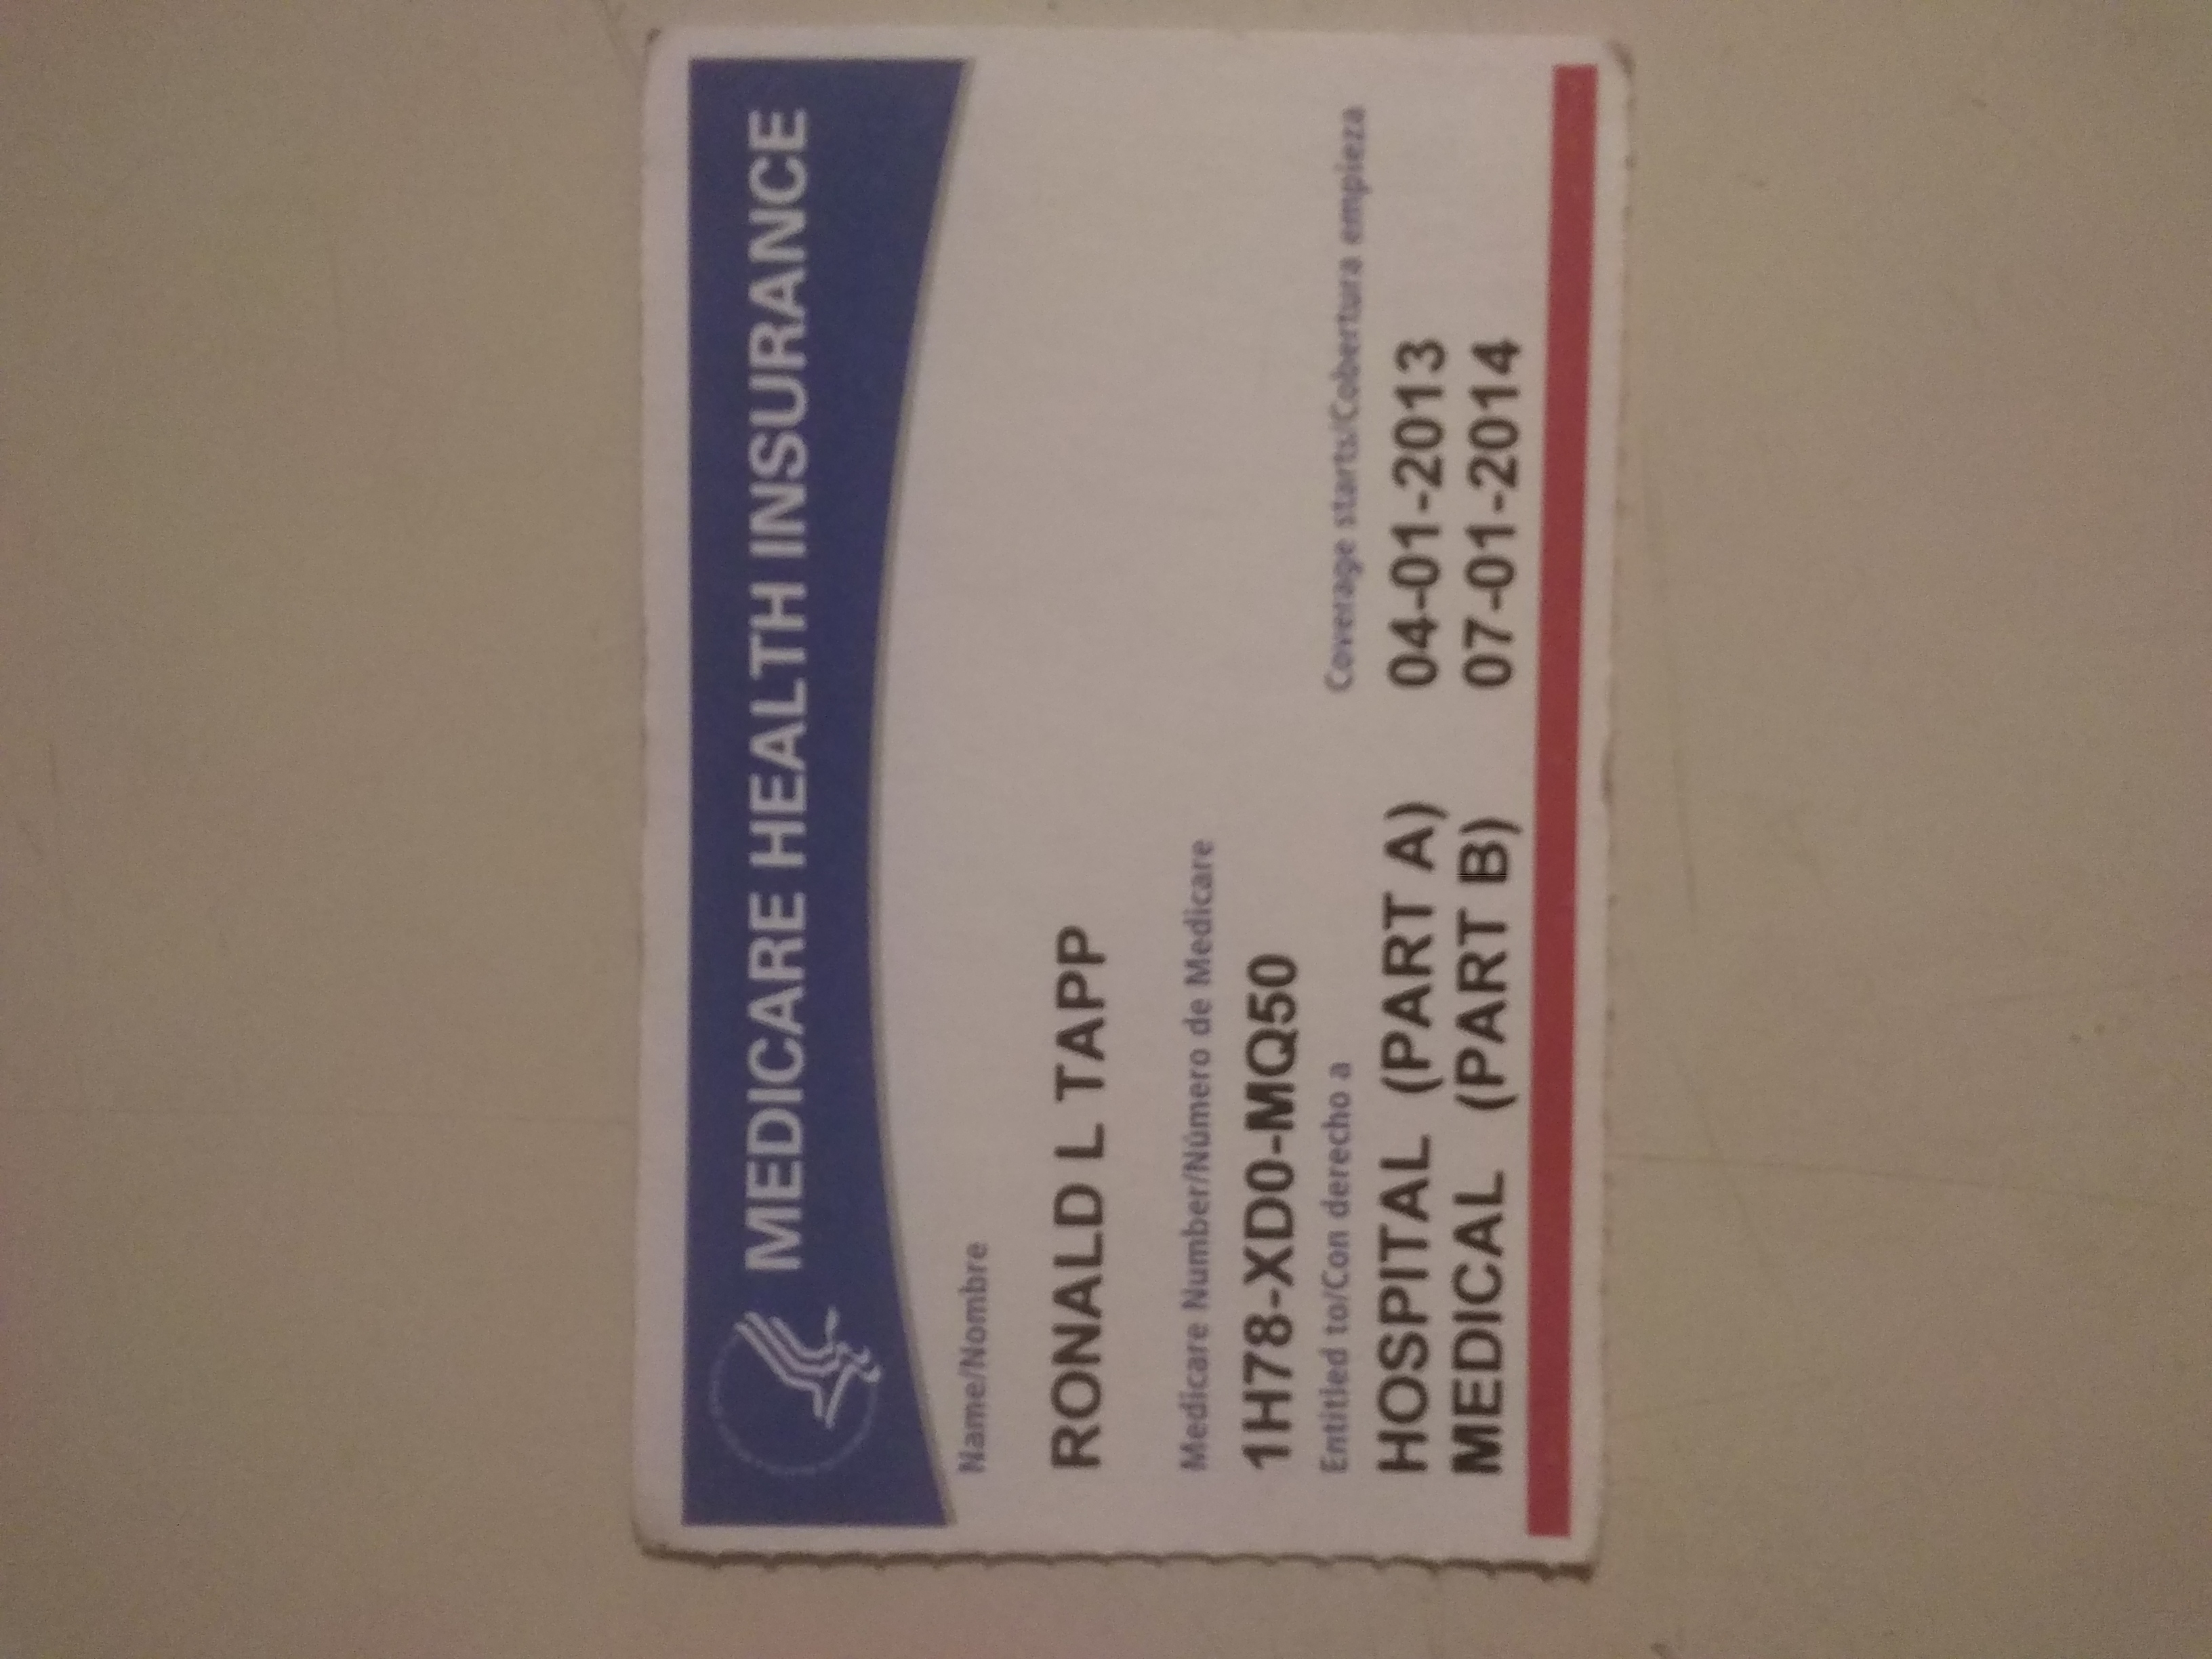 MEDICARE HEALTH INSURANCE
Name/Nombre
RONALD L TAPP
Medicare Number/Número de Medicare
1H78-XD0-MQ50
Entitled to/Con derecho a Coverage starts/Cobertura empieza
HOSPITAL (PART A) 04-01-2013
MEDICAL (PART B) 07-01-2014